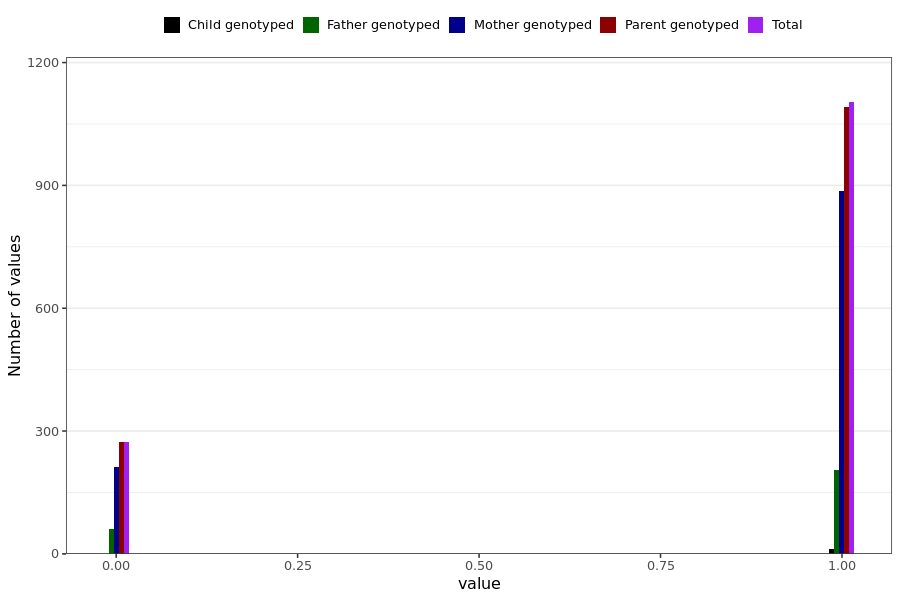 Child genotyped Father genotyped Mother genotyped Parent genotyped Total
1200
900
600
300
0
Number of values
0.00 0.25 0.50 0.75 1.00
value